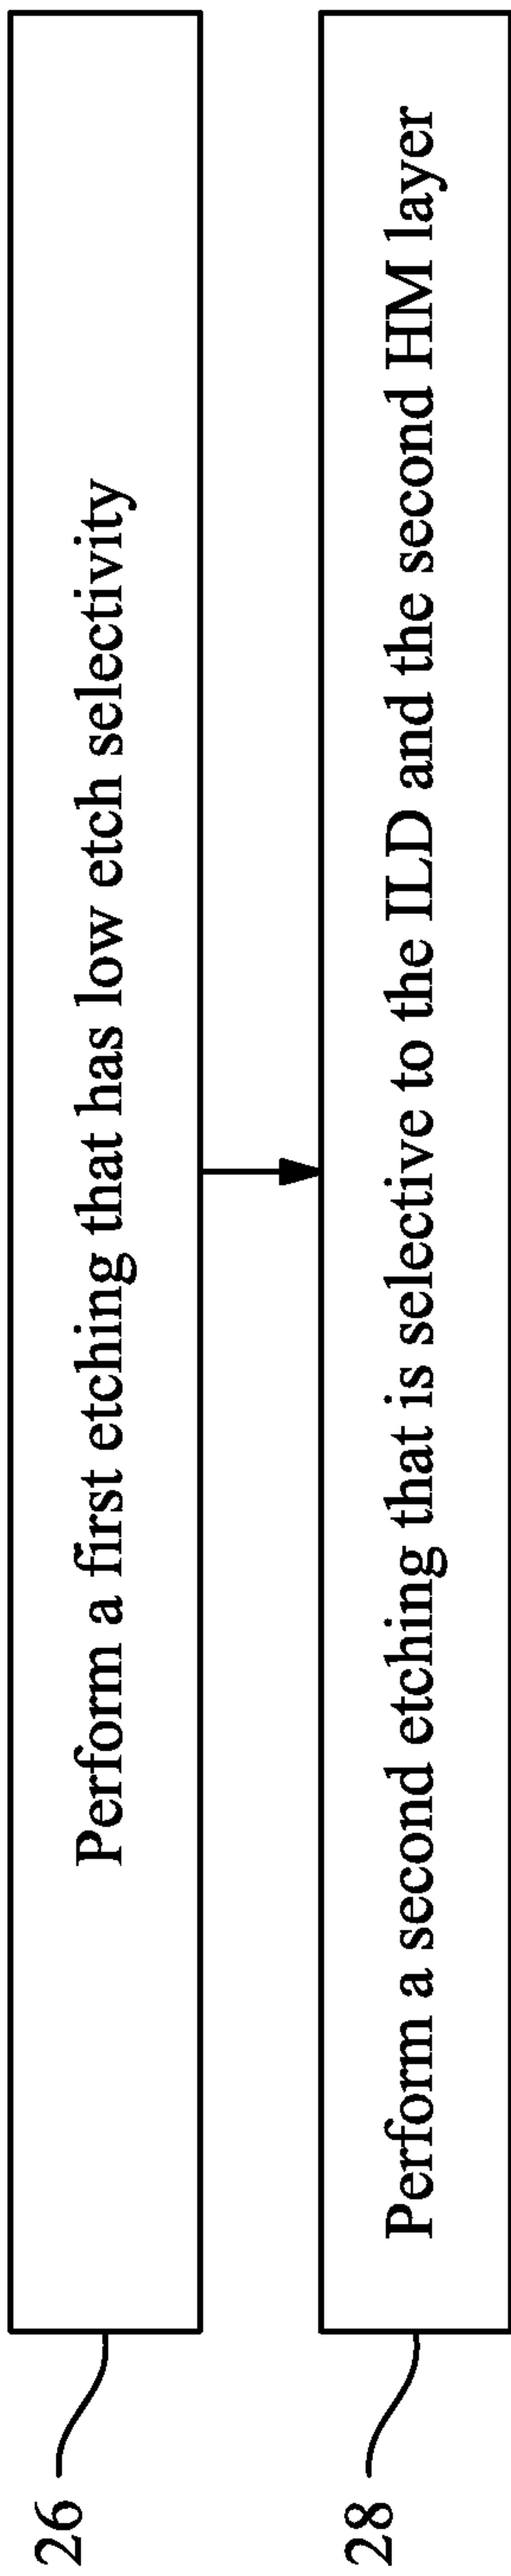 26
Perform a first etching that has low etch selectivity
28
Perform a second etching that is selective to the ILD and the second HM layer